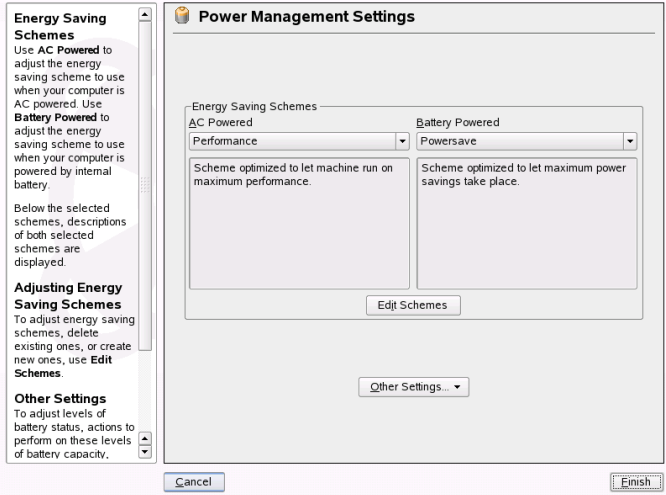 Energy Saving
Schemes
Use AC Powered to
adjust the energy
saving scheme to use
when your computer is
AC powered. Use
Battery Powered to
adjust the energy
saving scheme to use
when your computer is
powered by internal
battery.
Below the selected
schemes, descriptions
of both selected
schemes are
displayed.
Adjusting Energy
Saving Schemes
To adjust energy saving
schemes, delete
existing ones, or create
new ones, use Edit
Schemes.
Other Settings
To adjust levels of
battery status, actions to
perform on these levels
of battery capacity,
Power Management Settings
Energy Saving Schemes
AC Powered
Performance
Scheme optimized to let machine run on
maximum performance.
Battery Powered
Powersave
Scheme optimized to let maximum power
savings take place.
Edit Schemes
Other Settings...
Cancel
Finish